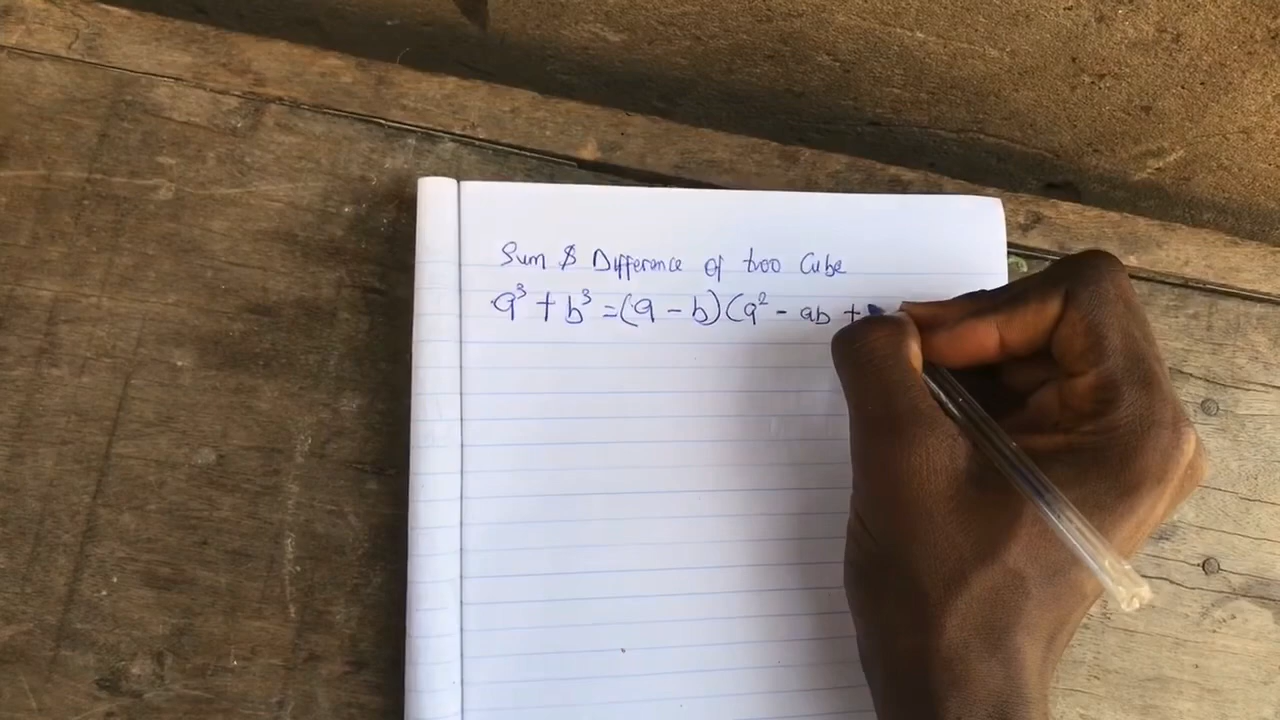 Sum $ Difference of two Cube
a³ + b³ = (a - b)(a² - ab +